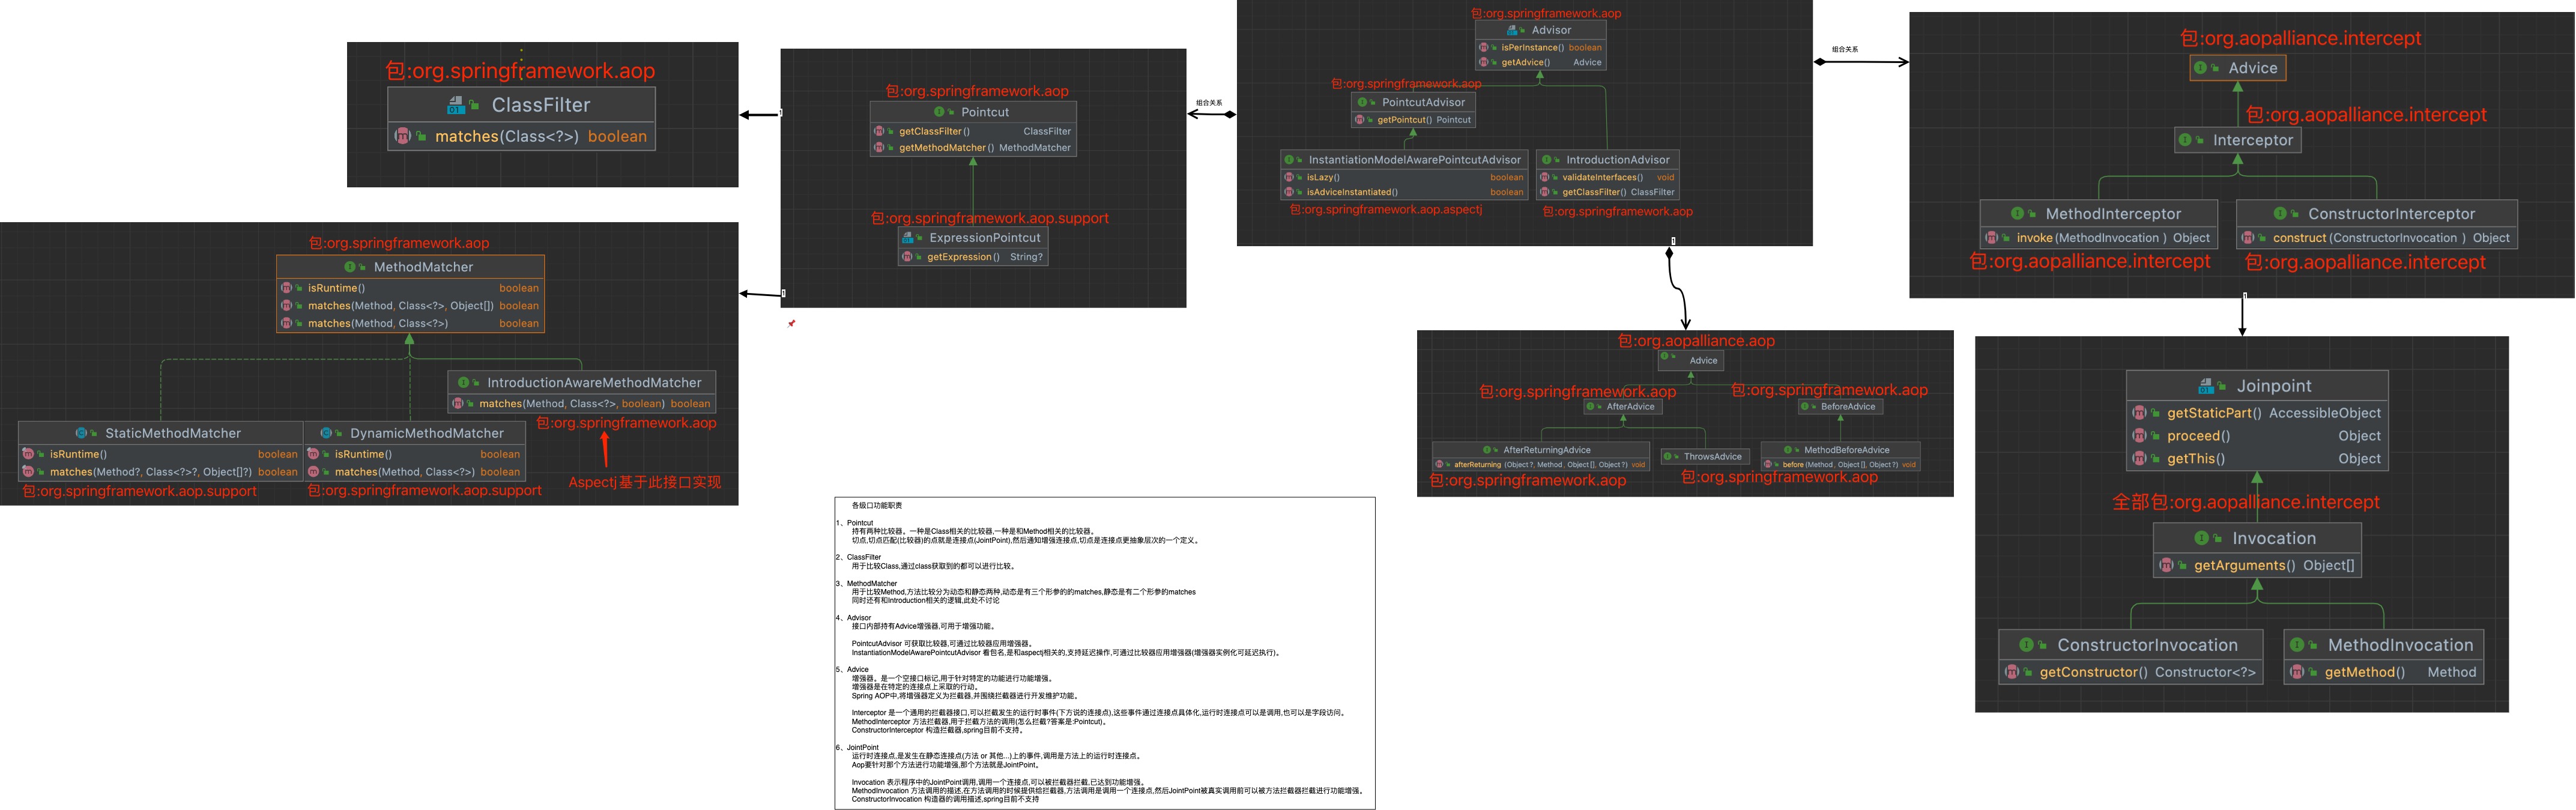 包:org.springframework.aop
ClassFilter
matches(Class<?>) boolean
包:org.springframework.aop
MethodMatcher
isRuntime() boolean
matches(Method, Class<?>, Object[]) boolean
matches(Method, Class<?>) boolean
IntroductionAwareMethodMatcher
matches(Method, Class<?>, boolean) boolean
包:org.springframework.aop
StaticMethodMatcher
isRuntime() boolean
matches(Method?, Class<?>?, Object[]?) boolean
包:org.springframework.aop.support
DynamicMethodMatcher
isRuntime() boolean
matches(Method, Class<?>) boolean
包:org.springframework.aop.support
Aspectj基于此接口实现
1
1
包:org.springframework.aop
Pointcut
getClassFilter() ClassFilter
getMethodMatcher() MethodMatcher
包:org.springframework.aop.support
ExpressionPointcut
getExpression() String?
组合关系
包:org.springframework.aop
Advisor
isPerInstance() boolean
getAdvice() Advice
包:org.springframework.aop
PointcutAdvisor
getPointcut() Pointcut
InstantiationModelAwarePointcutAdvisor
isLazy() boolean
isAdviceInstantiated() boolean
包:org.springframework.aop.aspectj
IntroductionAdvisor
validateInterfaces() void
getClassFilter() ClassFilter
包:org.springframework.aop
1
组合关系
包:org.aopalliance.intercept
Advice
包:org.aopalliance.intercept
Interceptor
MethodInterceptor
invoke(MethodInvocation) Object
包:org.aopalliance.intercept
ConstructorInterceptor
construct(ConstructorInvocation) Object
包:org.aopalliance.intercept
1
包:org.aopalliance.aop
Advice
包:org.springframework.aop
AfterAdvice
包:org.springframework.aop
BeforeAdvice
AfterReturningAdvice
afterReturning(Object?, Method, Object[], Object?) void
包:org.springframework.aop
ThrowsAdvice
MethodBeforeAdvice
before(Method, Object[], Object?) void
包:org.springframework.aop
Joinpoint
getStaticPart() AccessibleObject
proceed() Object
getThis() Object
全部包:org.aopalliance.intercept
Invocation
getArguments() Object[]
ConstructorInvocation
getConstructor() Constructor<?>
MethodInvocation
getMethod() Method
各级口功能职责
1、Pointcut
持有两种比较器。一种是Class相关的比较器,一种是和Method相关的比较器。
切点,切点匹配(比较器)的点就是连接点(JointPoint),然后通知增强连接点,切点是连接点更抽象层次的一个定义。
2、ClassFilter
用于比较Class,通过class获取到的都可以进行比较。
3、MethodMatcher
用于比较Method,方法比较分为动态和静态两种,动态是有三个形参的的matches,静态是有二个形参的matches
同时还有和Introduction相关的逻辑,此处不讨论
4、Advisor
接口内部持有Advice增强器,可用于增强功能。
PointcutAdvisor 可获取比较器,可通过比较器应用增强器。
InstantiationModelAwarePointcutAdvisor 看包名,是和aspectj相关的,支持延迟操作,可通过比较器应用增强器(增强器实例化可延迟执行)。
5、Advice
增强器。是一个空接口标记,用于针对特定的功能进行功能增强。
增强器是在特定的连接点上采取的行动。
Spring AOP中,将增强器定义为拦截器,并围绕拦截器进行开发维护功能。
Interceptor 是一个通用的拦截器接口,可以拦截发生的运行时事件(下方说的连接点),这些事件通过连接点具体化,运行时连接点可以是调用,也可以是字段访问。
MethodInterceptor 方法拦截器,用于拦截方法的调用(怎么拦截?答案是:Pointcut)。
ConstructorInterceptor 构造拦截器,spring目前不支持。
6、JointPoint
运行时连接点,是发生在静态连接点(方法 or 其他...)上的事件,调用是方法上的运行时连接点。
Aop要针对那个方法进行功能增强,那个方法就是JointPoint。
Invocation 表示程序中的JointPoint调用,调用一个连接点,可以被拦截器拦截,已达到功能增强。
MethodInvocation 方法调用的描述,在方法调用的时候提供给拦截器,方法调用是调用一个连接点,然后JointPoint被真实调用前可以被方法拦截器拦截进行功能增强。
ConstructorInvocation 构造器的调用描述,spring目前不支持